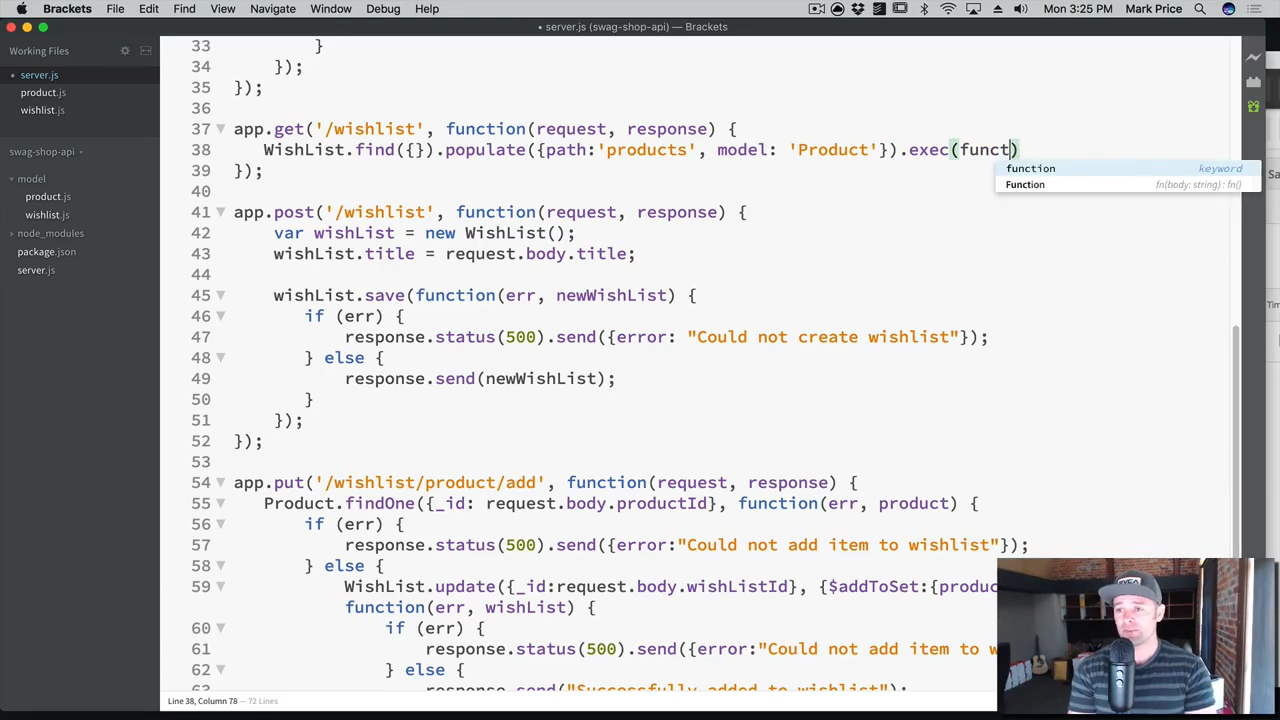 Brackets File Edit Find View Navigate Window Debug Help Mon 3:25 PM Mark Price
• server.js (swag-shop-api) — Brackets
Working Files
server.js
product.js
wishlist.js
swag-shop-api
model
product.js
wishlist.js
node_modules
package.json
server.js
33 }
34 });
35 });
36
37 app.get('/wishlist', function(request, response) {
38 WishList.find({}).populate({path:'products', model: 'Product'}).exec(funct)
function keyword
Function fn(body: string) : fn()
39 });
40
41 app.post('/wishlist', function(request, response) {
42 var wishList = new WishList();
43 wishList.title = request.body.title;
44
45 wishList.save(function(err, newWishList) {
46 if (err) {
47 response.status(500).send({error: "Could not create wishlist"});
48 } else {
49 response.send(newWishList);
50 }
51 });
52 });
53
54 app.put('/wishlist/product/add', function(request, response) {
55 Product.findOne({_id: request.body.productId}, function(err, product) {
56 if (err) {
57 response.status(500).send({error:"Could not add item to wishlist"});
58 } else {
59 WishList.update({_id:request.body.wishListId}, {$addToSet:{produc
function(err, wishList) {
60 if (err) {
61 response.status(500).send({error:"Could not add item to w
62 } else {
63 response.send("Successfully added to wishlist");
Line 38, Column 78 — 72 Lines